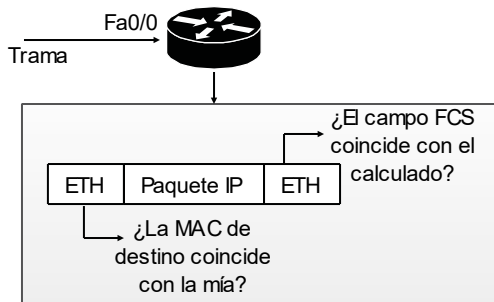 Fa0/0
Trama
¿El campo FCS
coincide con el
calculado?
ETH
Paquete IP
ETH
¿La MAC de
destino coincide
con la mía?